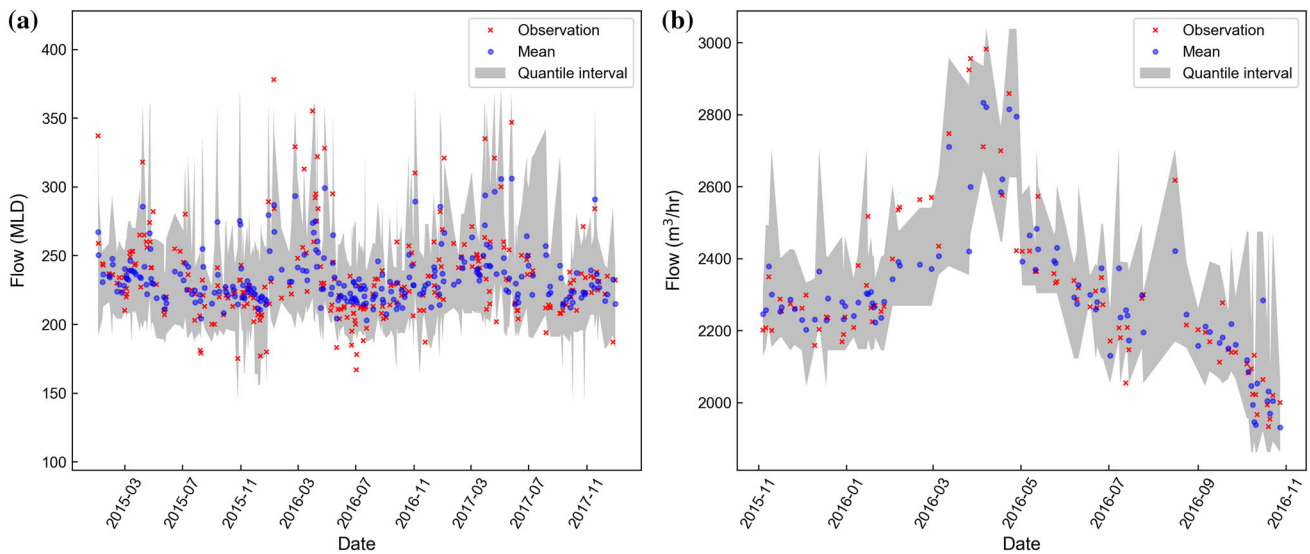 (a)
Observation
Mean
Quantile interval
400
350
300
250
200
150
100
Flow (MLD)
2015-03
2015-07
2015-11
2016-03
2016-07
2016-11
2017-03
2017-07
2017-11
Date
(b)
Observation
Mean
Quantile interval
3000
2800
2600
2400
2200
2000
Flow (m³/hr)
2015-11
2016-01
2016-03
2016-05
2016-07
2016-09
2016-11
Date